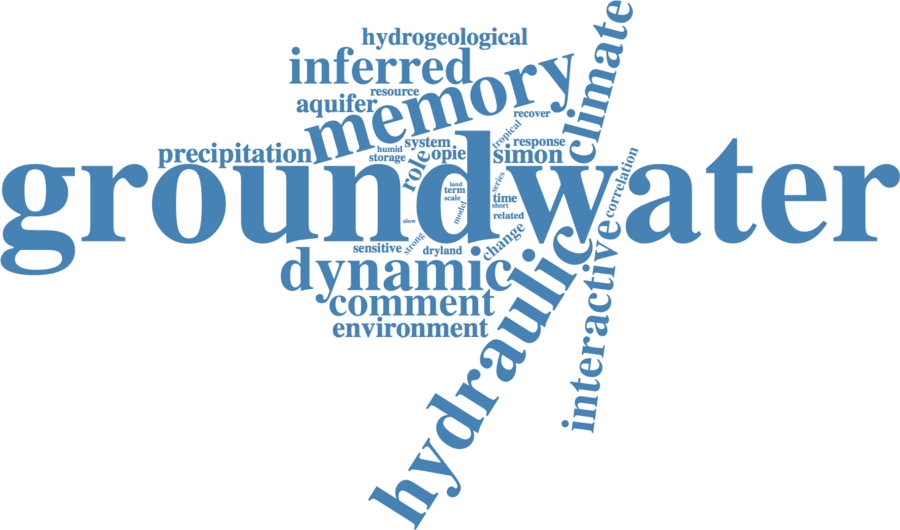 hydrogeological
climate
inferred
resource
aquifer
memory
recover
tropical
precipitation
humid
system
response
storage
opie
simon
role
groundwater
land
series
correlation
term
scale
time
short
model
related
slow
strong
change
sensitive
dryland
interactive
dynamic
hydraulic
comment
environment